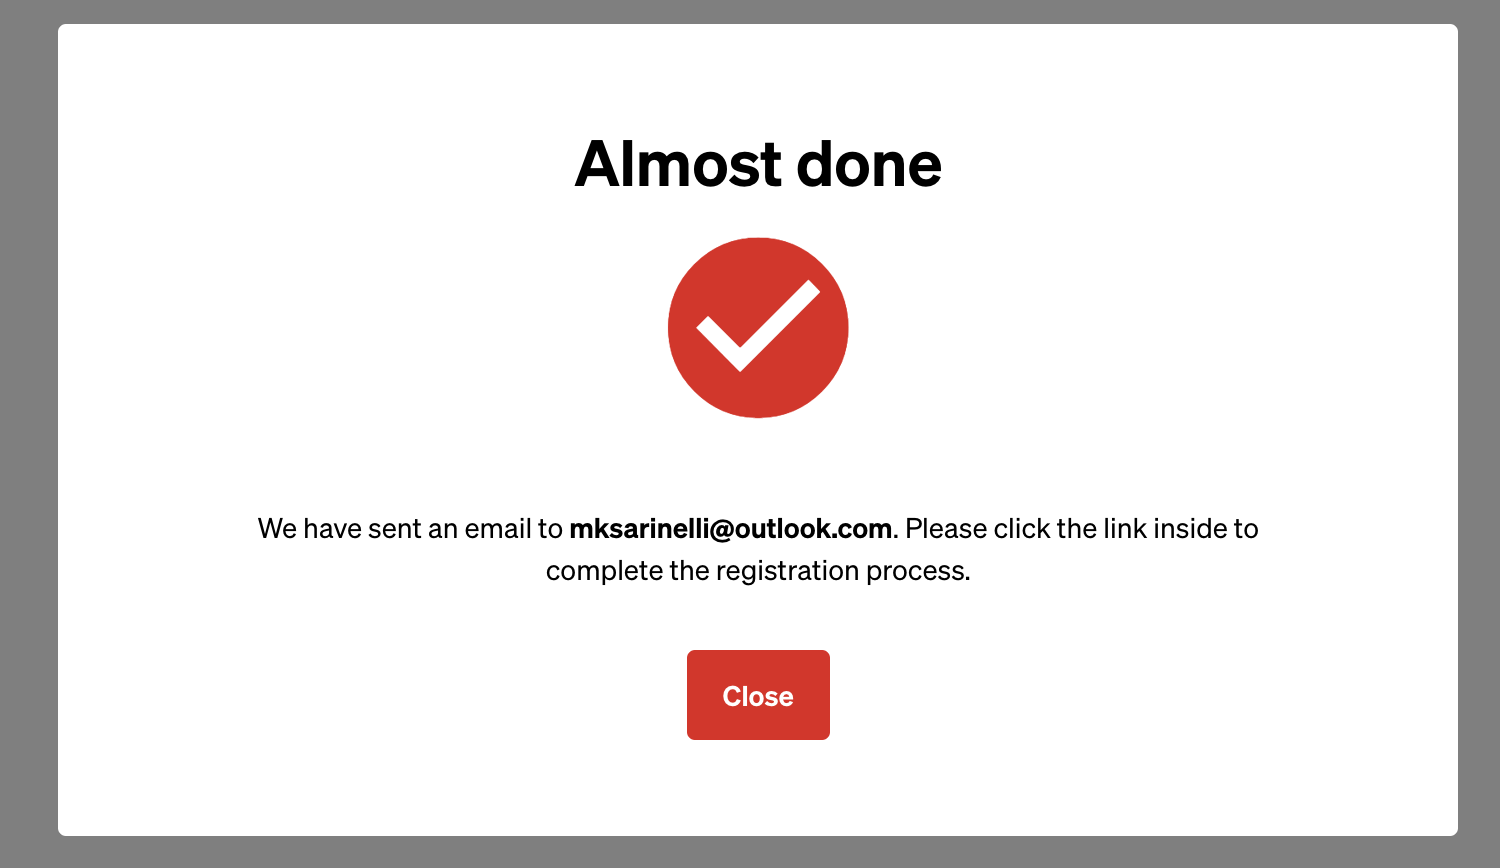 Almost done
We have sent an email to mksarinelli@outlook.com. Please click the link inside to
complete the registration process.
Close